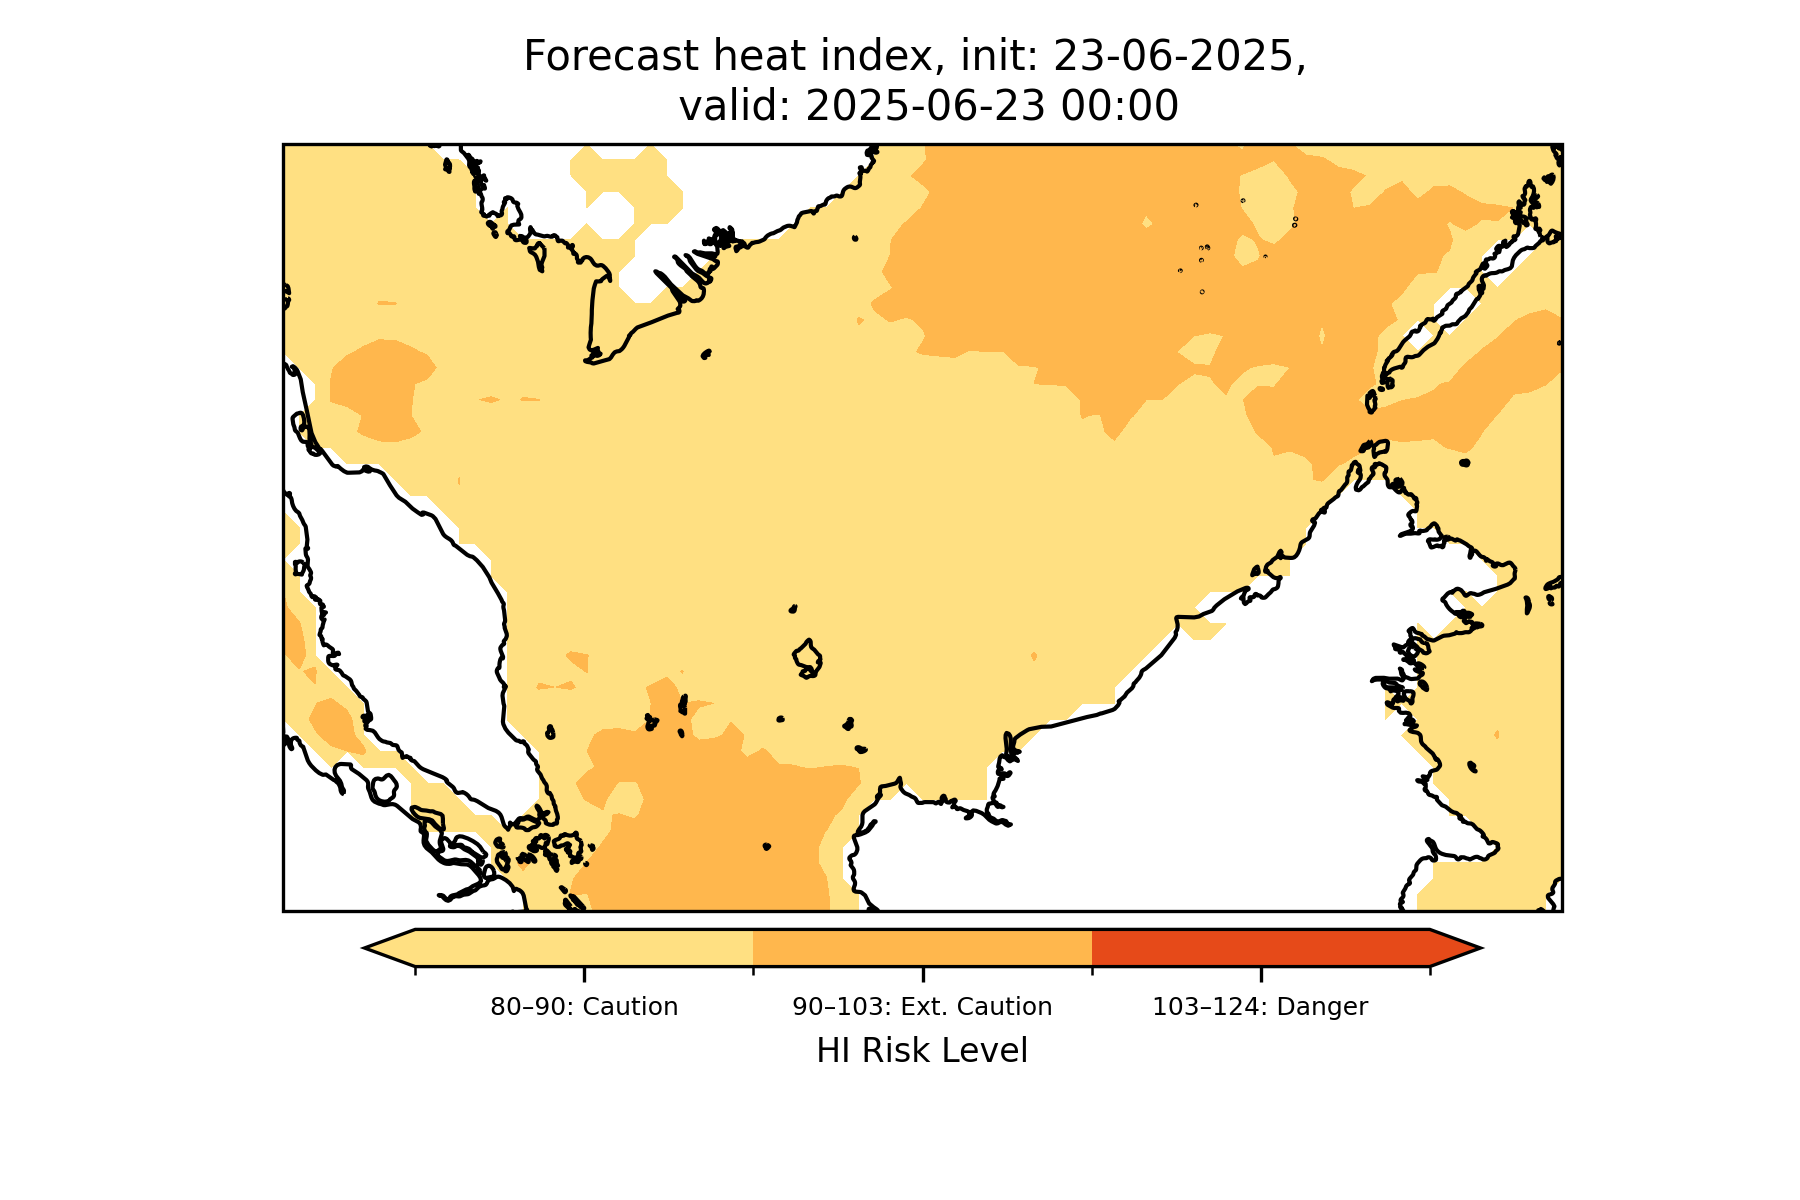 Forecast heat index, init: 23-06-2025,
valid: 2025-06-23 00:00
80–90: Caution
90–103: Ext. Caution
103–124: Danger
HI Risk Level